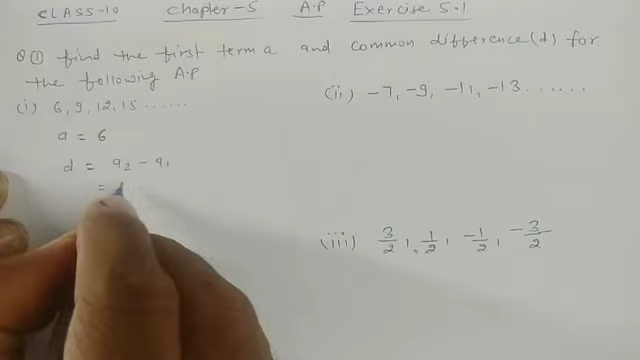 CLASS-10 Chapter-5 A.P Exercise 5.1
Q① find the first term a and common difference (d) for
the following A.P
(i) 6, 9, 12, 15 ......
a = 6
d = a₂ - a₁
=
(ii) -7, -9, -11, -13 ......
(iii) 3/2, 1/2, -1/2, -3/2